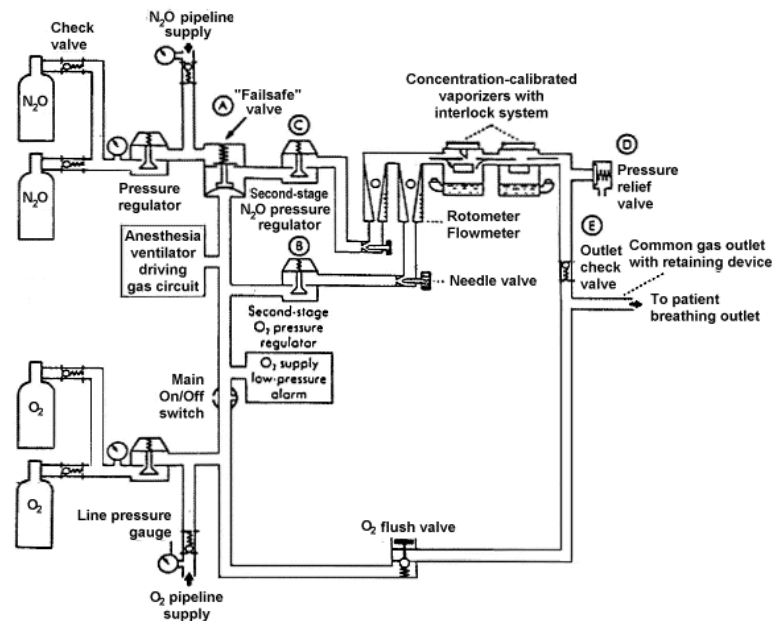 N₂O pipeline
supply
Check
valve
N₂O
N₂O
A
"Failsafe"
valve
C
Concentration-calibrated
vaporizers with
interlock system
D
Pressure
relief
valve
Pressure
regulator
Second-stage
N₂O pressure
regulator
Rotometer
Flowmeter
E
Outlet
check
valve
Common gas outlet
with retaining device
Anesthesia
ventilator
driving
gas circuit
B
Needle valve
To patient
breathing outlet
Second-stage
O₂ pressure
regulator
O₂ supply
low-pressure
alarm
Main
On/Off
switch
O₂
O₂
Line pressure
gauge
O₂ flush valve
O₂ pipeline
supply